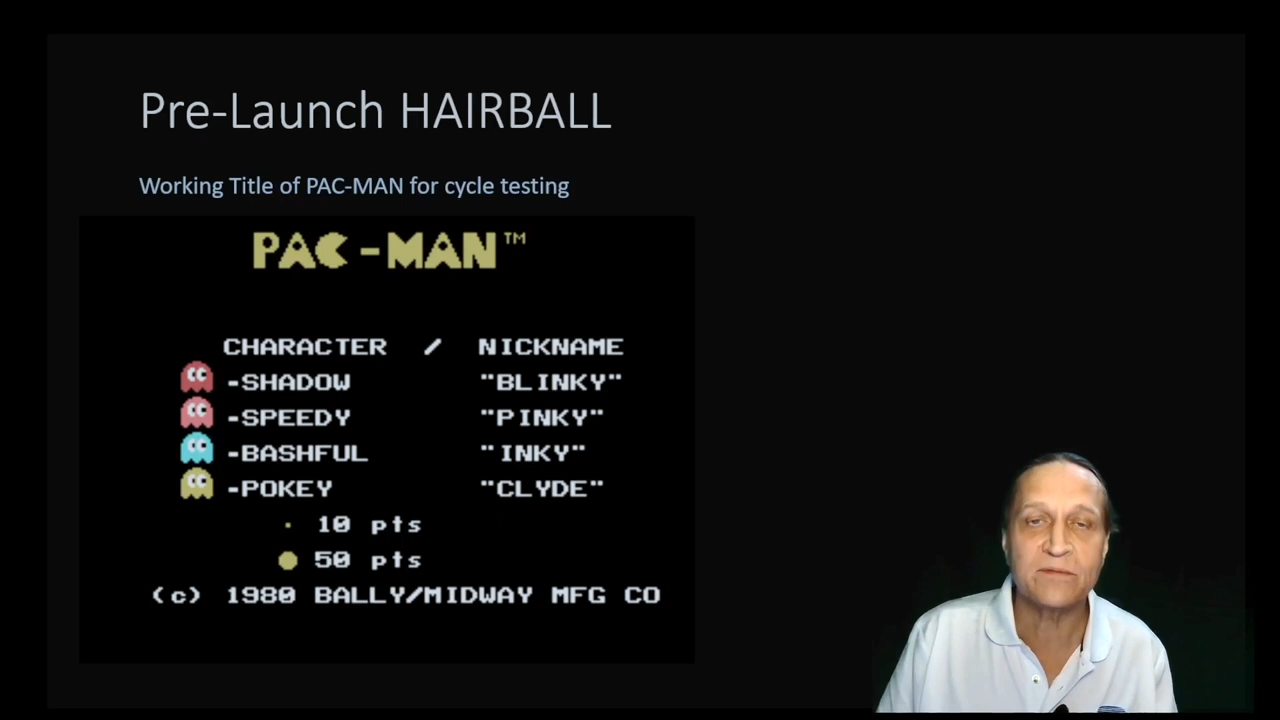 Pre-Launch HAIRBALL
Working Title of PAC-MAN for cycle testing
PAC-MAN™
CHARACTER / NICKNAME
-SHADOW "BLINKY"
-SPEEDY "PINKY"
-BASHFUL "INKY"
-POKEY "CLYDE"
10 pts
50 pts
(c) 1980 BALLY/MIDWAY MFG CO